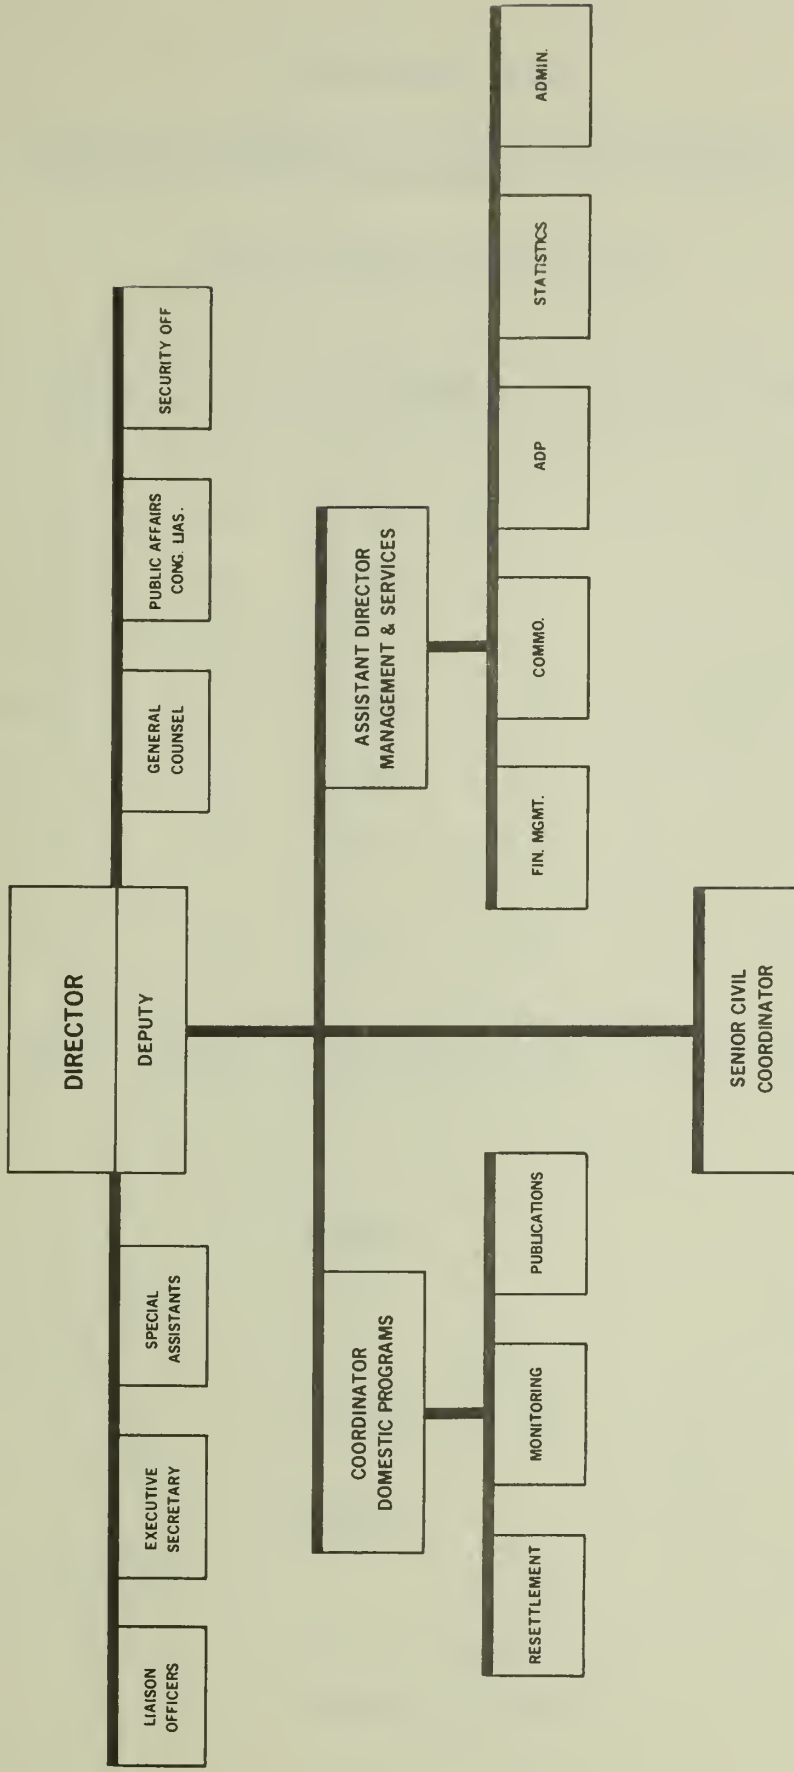 DIRECTOR
DEPUTY
LIAISON
OFFICERS
EXECUTIVE
SECRETARY
SPECIAL
ASSISTANTS
GENERAL
COUNSEL
PUBLIC AFFAIRS
CONG. LIAS.
SECURITY OFF
COORDINATOR
DOMESTIC PROGRAMS
ASSISTANT DIRECTOR
MANAGEMENT & SERVICES
RESETTLEMENT
MONITORING
PUBLICATIONS
FIN. MGMT.
COMMO.
ADP
STATISTICS
ADMIN.
SENIOR CIVIL
COORDINATOR